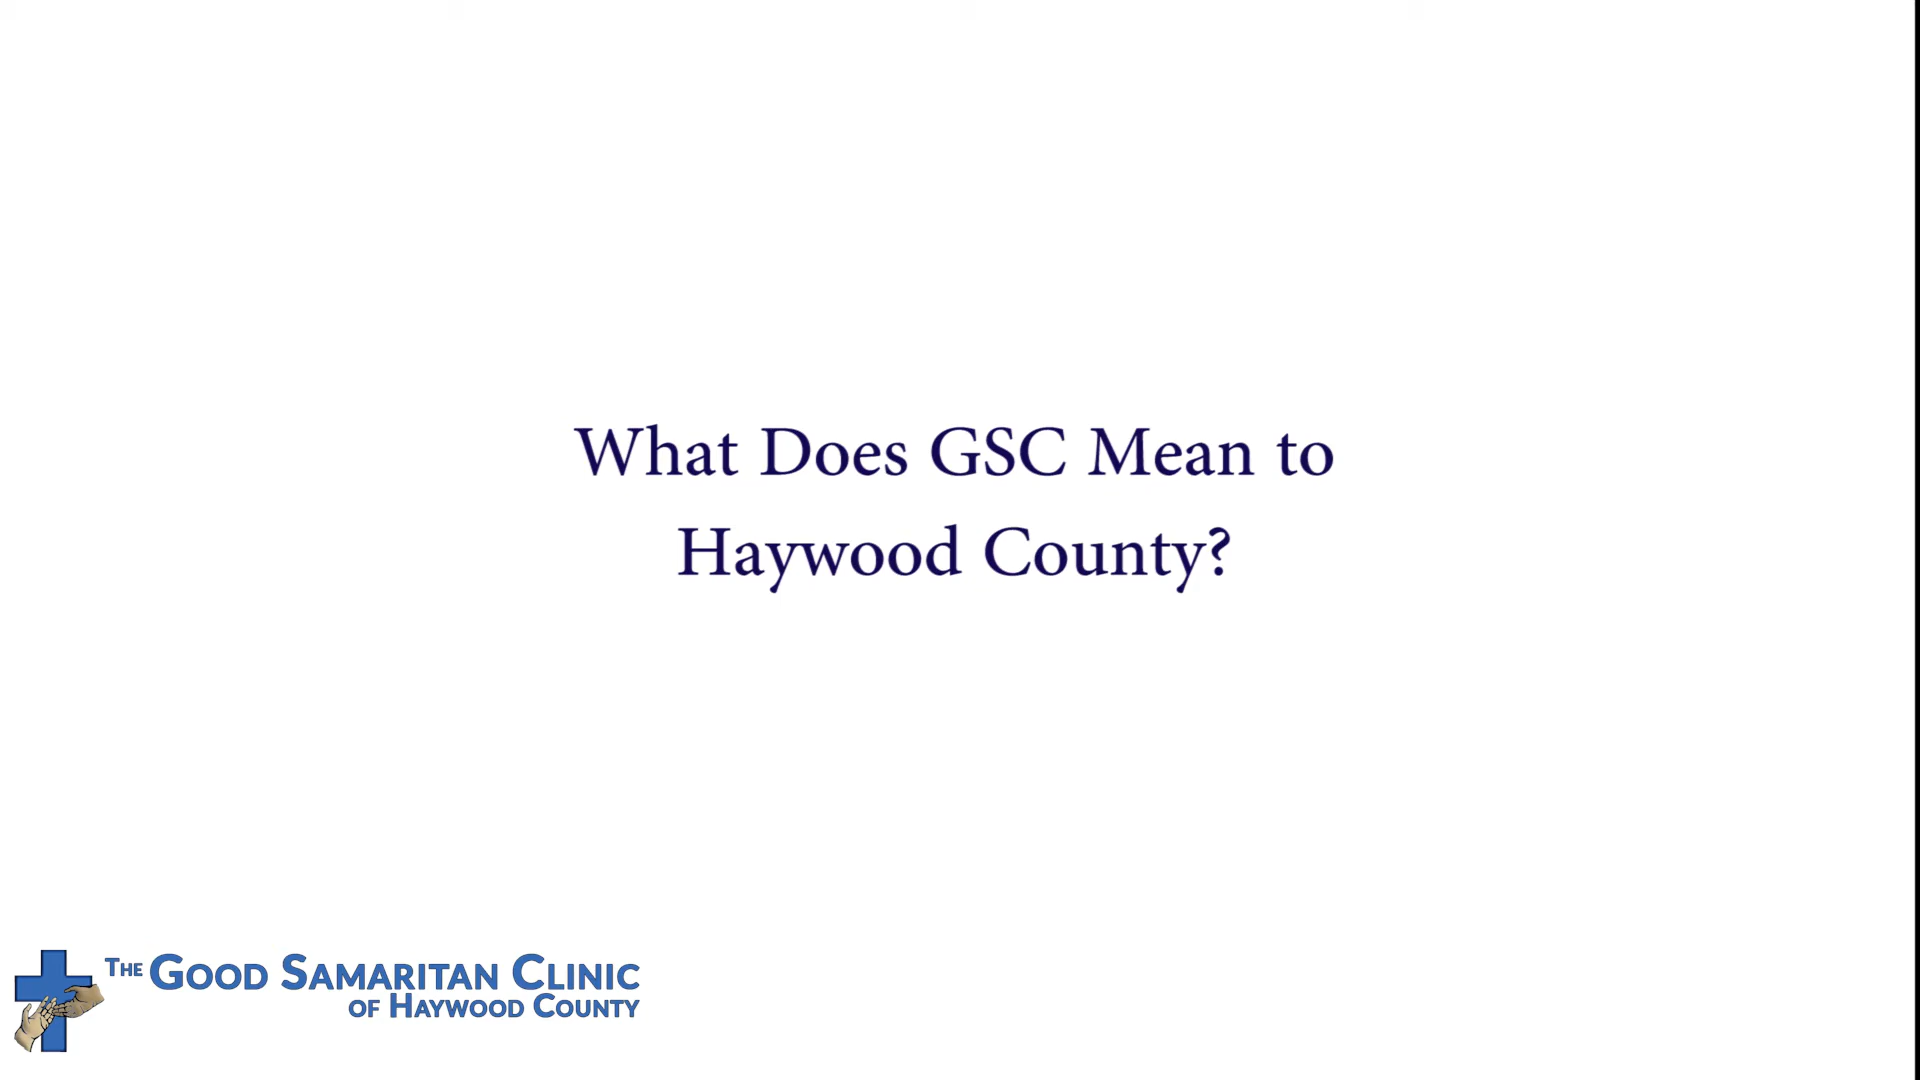 What Does GSC Mean to
Haywood County?
THE GOOD SAMARITAN CLINIC
OF HAYWOOD COUNTY